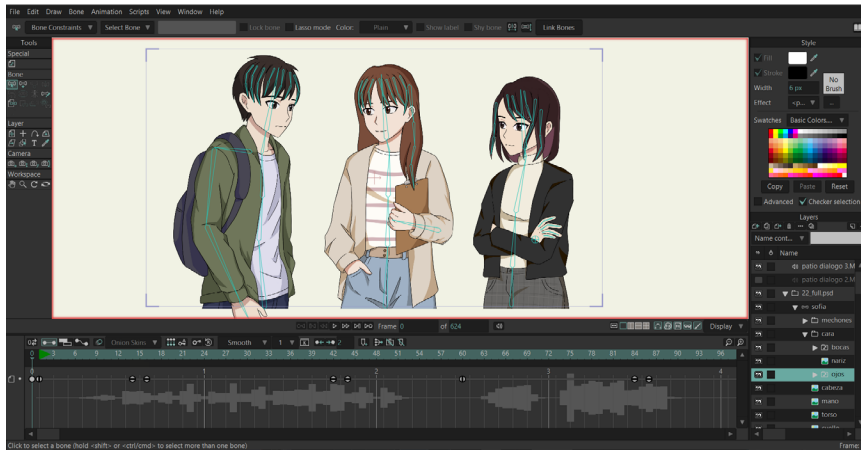 File Edit Draw Bone Animation Scripts View Window Help
Bone Constraints Select Bone Lock bone Lasso mode Color: Plain Show label Shy bone Link Bones
Tools
Special
Bone
Layer
Camera
Workspace
Style
Fill
Stroke
No Brush
Width 6 px
Effect <p...
Swatches Basic Colors...
Copy Paste Reset
Advanced Checker selection
Layers
Name cont...
Name
patio dialogo 3.M
patio dialogo 2.M
22_full.psd
sofia
mechones
cara
bocas
nariz
ojos
cabeza
mano
torso
cuello
Frame 0 of 624 Display
Onion Skins Smooth 1 2
0 3 6 9 12 15 18 21 24 27 30 33 36 39 42 45 48 51 54 57 60 63 66 69 72 75 78 81 84 87 90 93 96
0 1 2 3 4
Click to select a bone (hold <shift> or <ctrl/cmd> to select more than one bone) Frame: